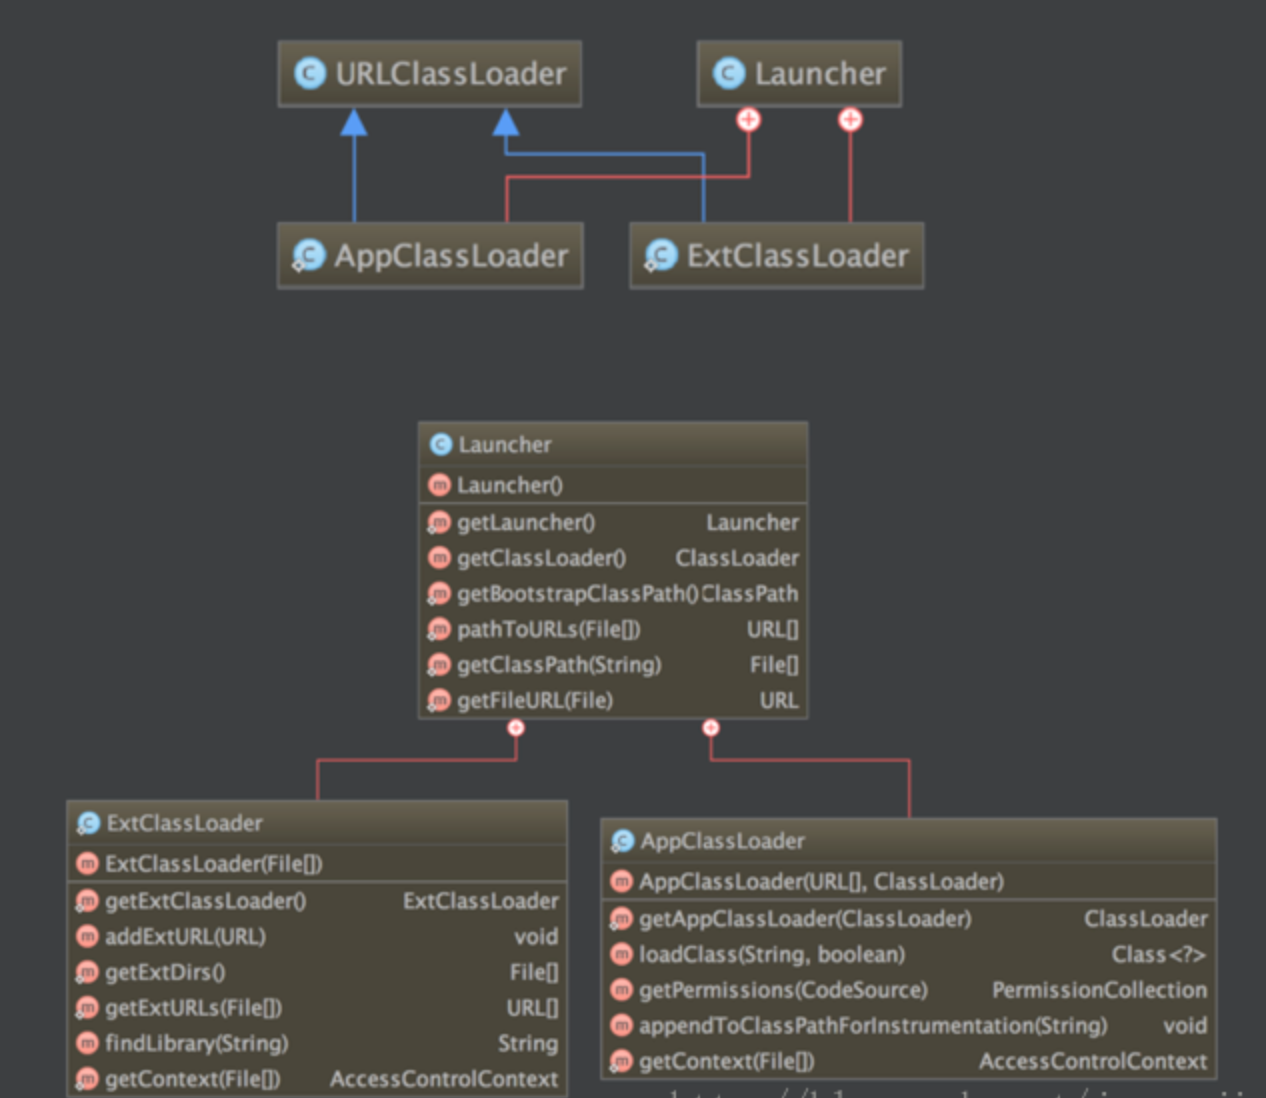 URLClassLoader Launcher
AppClassLoader ExtClassLoader
Launcher
Launcher()
getLauncher() Launcher
getClassLoader() ClassLoader
getBootstrapClassPath() ClassPath
pathToURLs(File[]) URL[]
getClassPath(String) File[]
getFileURL(File) URL
ExtClassLoader
ExtClassLoader(File[])
getExtClassLoader() ExtClassLoader
addExtURL(URL) void
getExtDirs() File[]
getExtURLs(File[]) URL[]
findLibrary(String) String
getContext(File[]) AccessControlContext
AppClassLoader
AppClassLoader(URL[], ClassLoader)
getAppClassLoader(ClassLoader) ClassLoader
loadClass(String, boolean) Class<?>
getPermissions(CodeSource) PermissionCollection
appendToClassPathForInstrumentation(String) void
getContext(File[]) AccessControlContext